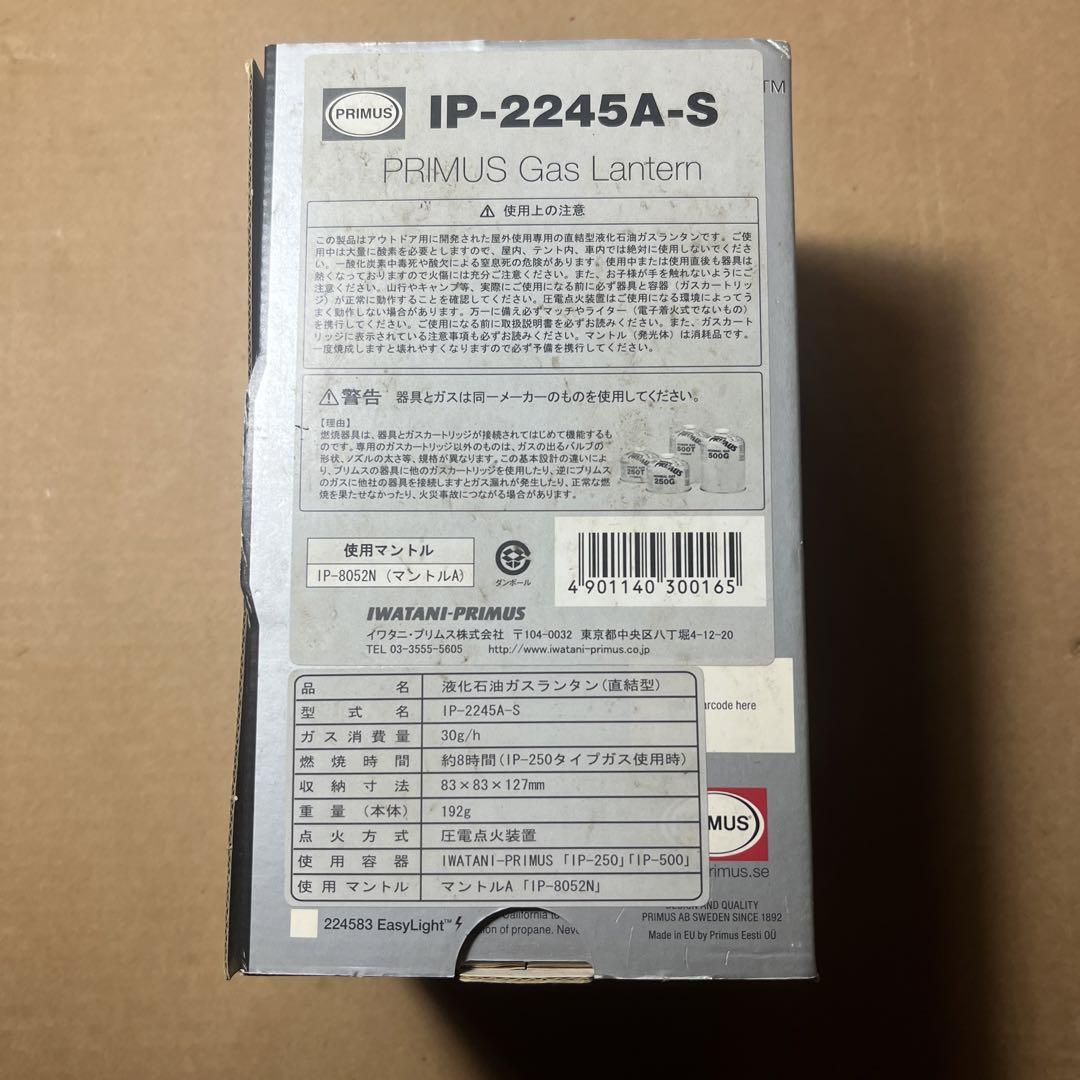 PRIMUS
IP-2245A-S
TM
PRIMUS Gas Lantern
⚠ 使用上の注意
この製品はアウトドア用に開発された屋外使用専用の直結型液化石油ガスランタンです。ご使
用中は大量に酸素を必要としますので、屋内、テント内、車内では絶対に使用しないでくださ
い。一酸化炭素中毒死や酸欠による窒息死の危険があります。使用中または使用直後も器具は
熱くなっておりますので火傷には充分ご注意ください。また、お子様が手を触れないようにご
注意ください。山行やキャンプ等、実際にご使用になる前に必ず器具と容器（ガスカートリッ
ジ）が正常に動作することを確認してください。圧電点火装置はご使用になる環境によってう
まく動作しない場合があります。万一に備え必ずマッチやライター（電子着火式でないもの）
を携行してください。ご使用になる前に取扱説明書を必ずお読みください。また、ガスカート
リッジに表示されている注意事項も必ずお読みください。マントル（発光体）は消耗品です。
一度焼成しますと壊れやすくなりますので必ず予備を携行してください。
⚠警告 器具とガスは同一メーカーのものを使用してください。
【理由】
燃焼器具は、器具とガスカートリッジが接続されてはじめて機能するも
のです。専用のガスカートリッジ以外のものは、ガスの出るバルブの
形状、ノズルの太さ等、規格が異なります。この基本設計の違いによ
り、プリムスの器具に他のガスカートリッジを使用したり、逆にプリムス
のガスに他社の器具を接続しますとガス漏れが発生したり、正常な燃
焼を果たせなかったり、火災事故につながる場合があります。
PRIMUS
500T
PRIMUS
500G
250T
250G
使用マントル
IP-8052N（マントルA）
ダンボール
4 901140 300165
IWATANI-PRIMUS
イワタニ・プリムス株式会社 〒104-0032 東京都中央区八丁堀4-12-20
TEL 03-3555-5605 http://www.iwatani-primus.co.jp
品名 液化石油ガスランタン(直結型)
型式名 IP-2245A-S
ガス消費量 30g/h
燃焼時間 約8時間(IP-250タイプガス使用時)
収納寸法 83×83×127mm
重量（本体） 192g
点火方式 圧電点火装置
使用容器 IWATANI-PRIMUS「IP-250」「IP-500」
使用マントル マントルA「IP-8052N」
arcode here
MUS
rimus.se
DESIGN AND QUALITY
PRIMUS AB SWEDEN SINCE 1892
Made in EU by Primus Eesti OÜ
224583 EasyLight™
California to
ion of propane. Nev